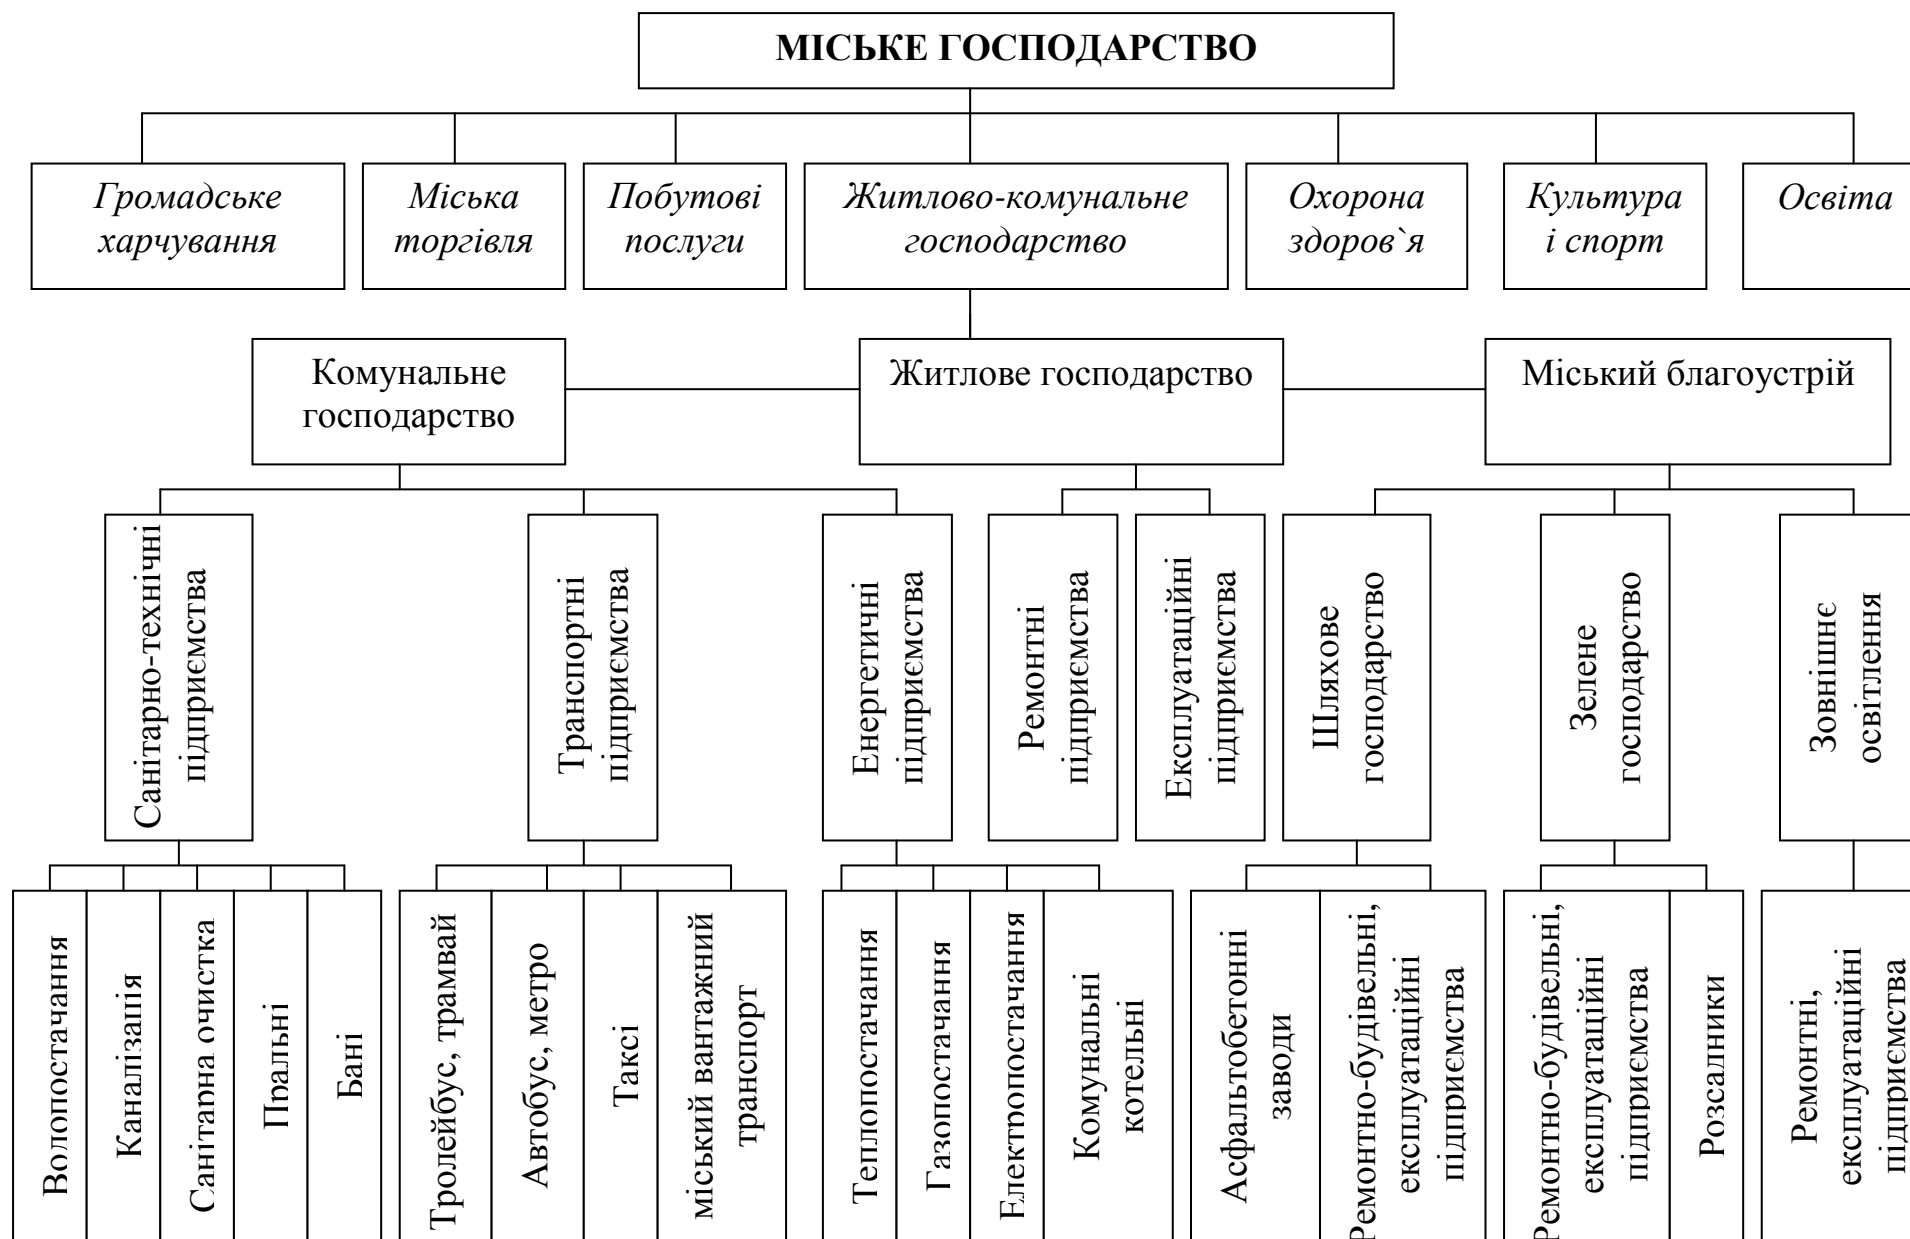 МІСЬКЕ ГОСПОДАРСТВО
Громадське
харчування
Міська
торгівля
Побутові
послуги
Житлово-комунальне
господарство
Охорона
здоров`я
Культура
і спорт
Освіта
Комунальне
господарство
Житлове господарство
Міський благоустрій
Санітарно-технічні
підприємства
Транспортні
підприємства
Енергетичні
підприємства
Ремонтні
підприємства
Експлуатаційні
підприємства
Шляхове
господарство
Зелене
господарство
Зовнішнє
освітлення
Водопостачання
Каналізація
Санітарна очистка
Пральні
Бані
Тролейбус, трамвай
Автобус, метро
Таксі
міський вантажний
транспорт
Теплопостачання
Газопостачання
Електропостачання
Комунальні
котельні
Асфальтобетонні
заводи
Ремонтно-будівельні,
експлуатаційні
підприємства
Ремонтно-будівельні,
експлуатаційні
підприємства
Розсадники
Ремонтні,
експлуатаційні
підприємства